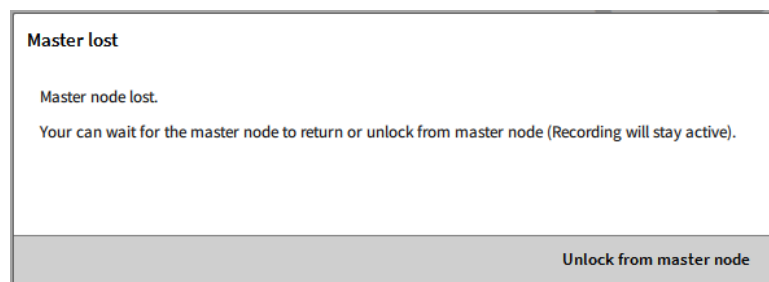 Master lost
Master node lost.
Your can wait for the master node to return or unlock from master node (Recording will stay active).
Unlock from master node